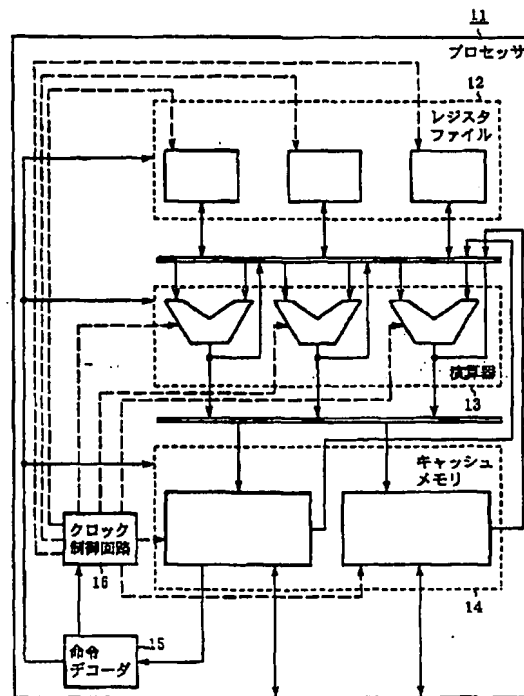 11
プロセッサ
12
レジスタ
ファイル
演算器
13
キャッシュ
メモリ
クロック
制御回路
16
14
15
命令
デコーダ